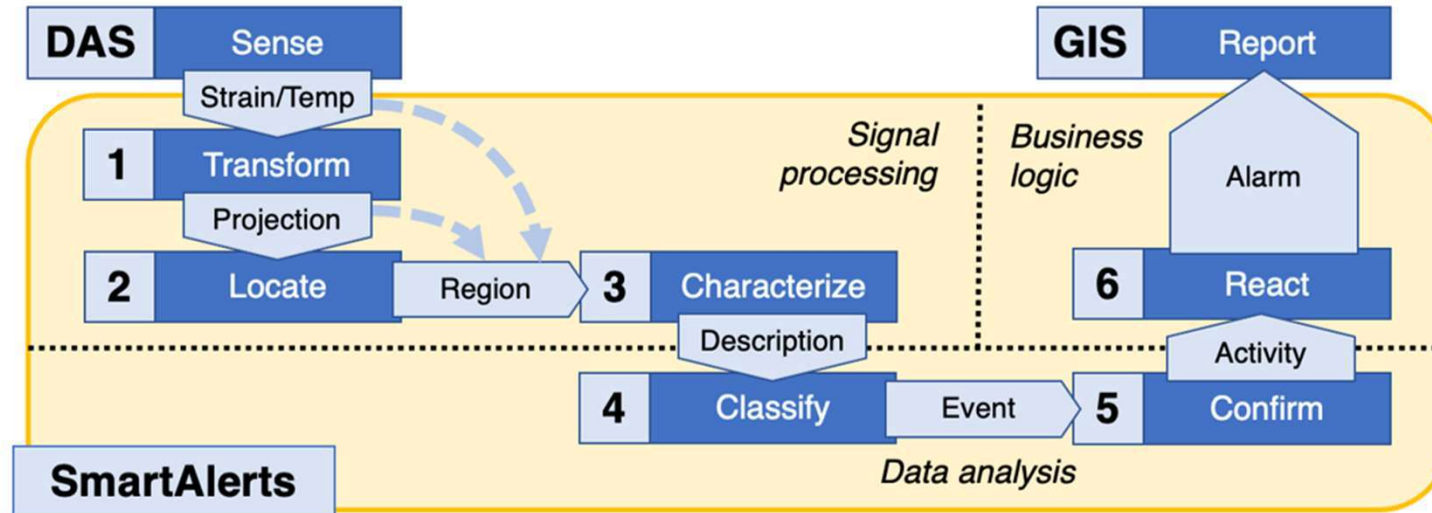 DAS Sense
GIS Report
Strain/Temp
1 Transform
Signal
processing
Business
logic
Alarm
Projection
2 Locate
Region
3 Characterize
6 React
Description
Activity
4 Classify
Event
5 Confirm
Data analysis
SmartAlerts